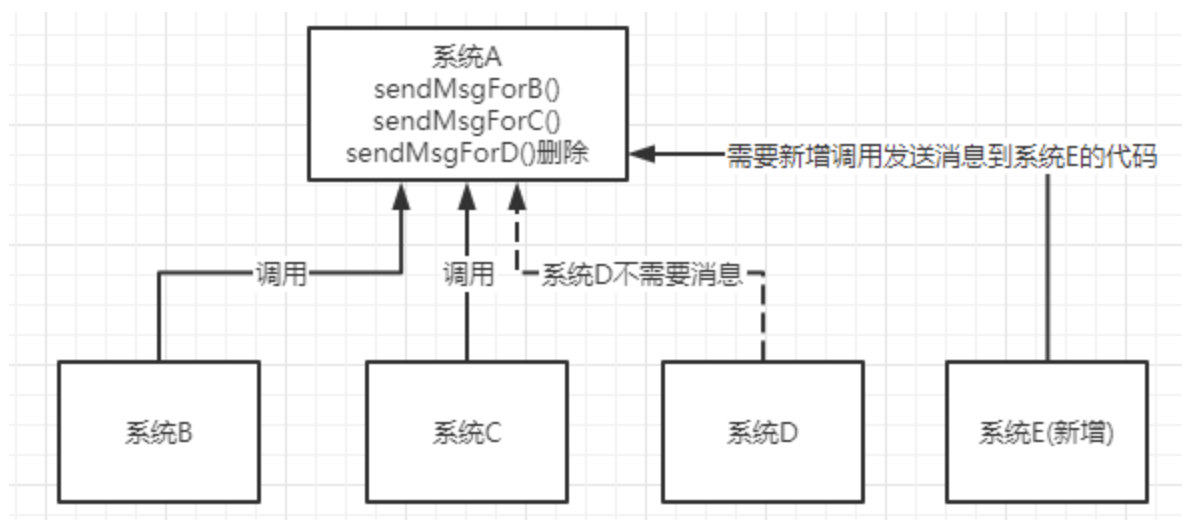 系统A
sendMsgForB()
sendMsgForC()
sendMsgForD()删除
需要新增调用发送消息到系统E的代码
调用
调用
系统D不需要消息
系统B
系统C
系统D
系统E(新增)